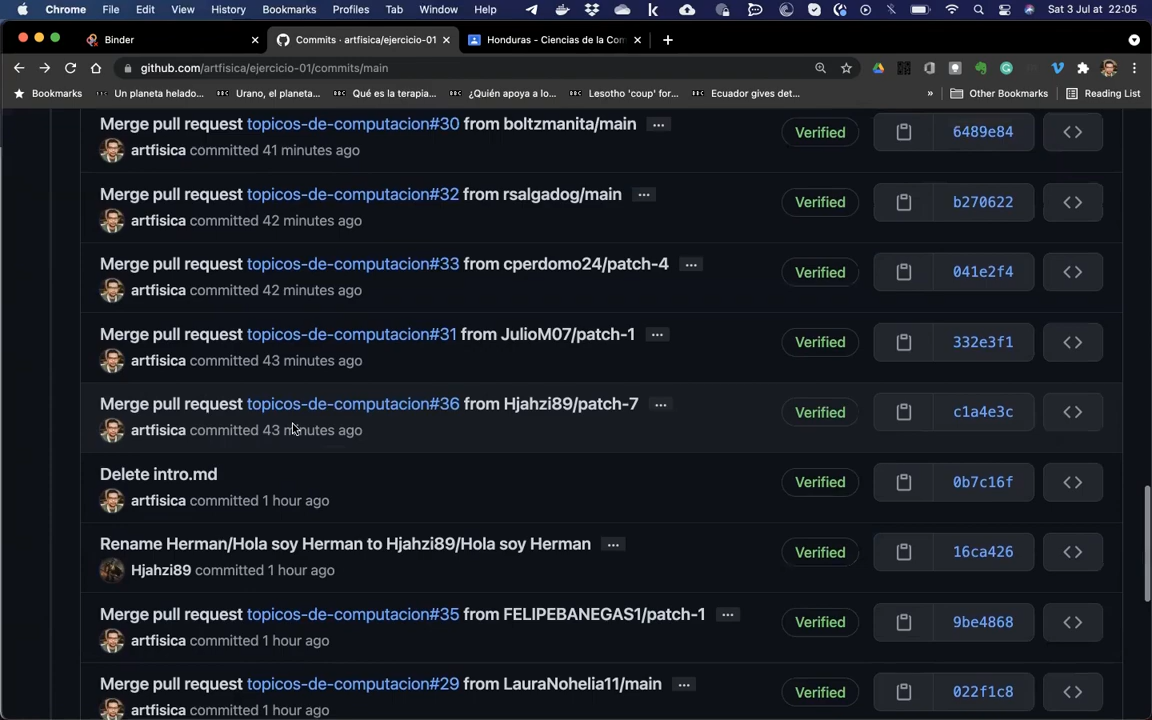 Chrome File Edit View History Bookmarks Profiles Tab Window Help Sat 3 Jul at 22:05
Binder × Commits · artfisica/ejercicio-01 × Honduras - Ciencias de la Com × +
github.com/artfisica/ejercicio-01/commits/main
Bookmarks Un planeta helado... Urano, el planeta... Qué es la terapia... ¿Quién apoya a lo... Lesotho 'coup' for... Ecuador gives det... » Other Bookmarks Reading List
Merge pull request topicos-de-computacion#30 from boltzmanita/main ... Verified 6489e84 <>
artfisica committed 41 minutes ago
Merge pull request topicos-de-computacion#32 from rsalgadog/main ... Verified b270622 <>
artfisica committed 42 minutes ago
Merge pull request topicos-de-computacion#33 from cperdomo24/patch-4 ... Verified 041e2f4 <>
artfisica committed 42 minutes ago
Merge pull request topicos-de-computacion#31 from JulioM07/patch-1 ... Verified 332e3f1 <>
artfisica committed 43 minutes ago
Merge pull request topicos-de-computacion#36 from Hjahzi89/patch-7 ... Verified c1a4e3c <>
artfisica committed 43 minutes ago
Delete intro.md Verified 0b7c16f <>
artfisica committed 1 hour ago
Rename Herman/Hola soy Herman to Hjahzi89/Hola soy Herman ... Verified 16ca426 <>
Hjahzi89 committed 1 hour ago
Merge pull request topicos-de-computacion#35 from FELIPEBANEGAS1/patch-1 ... Verified 9be4868 <>
artfisica committed 1 hour ago
Merge pull request topicos-de-computacion#29 from LauraNohelia11/main ... Verified 022f1c8 <>
artfisica committed 1 hour ago